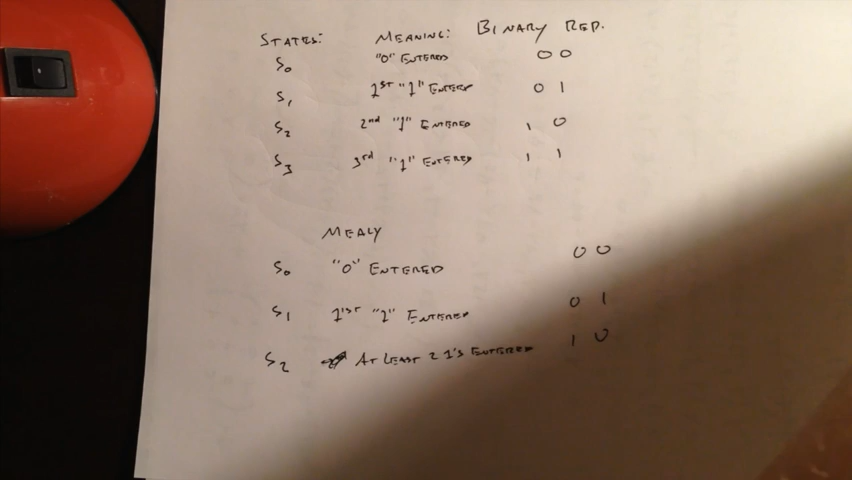 STATES: MEANING: BINARY REP.
S0 "0" ENTERED 0 0
S1 1ST "1" ENTERED 0 1
S2 2nd "1" ENTERED 1 0
S3 3rd "1" ENTERED 1 1
MEALY
S0 "0" ENTERED 0 0
S1 1ST "1" ENTERED 0 1
S2 AT LEAST 2 1'S ENTERED 1 0